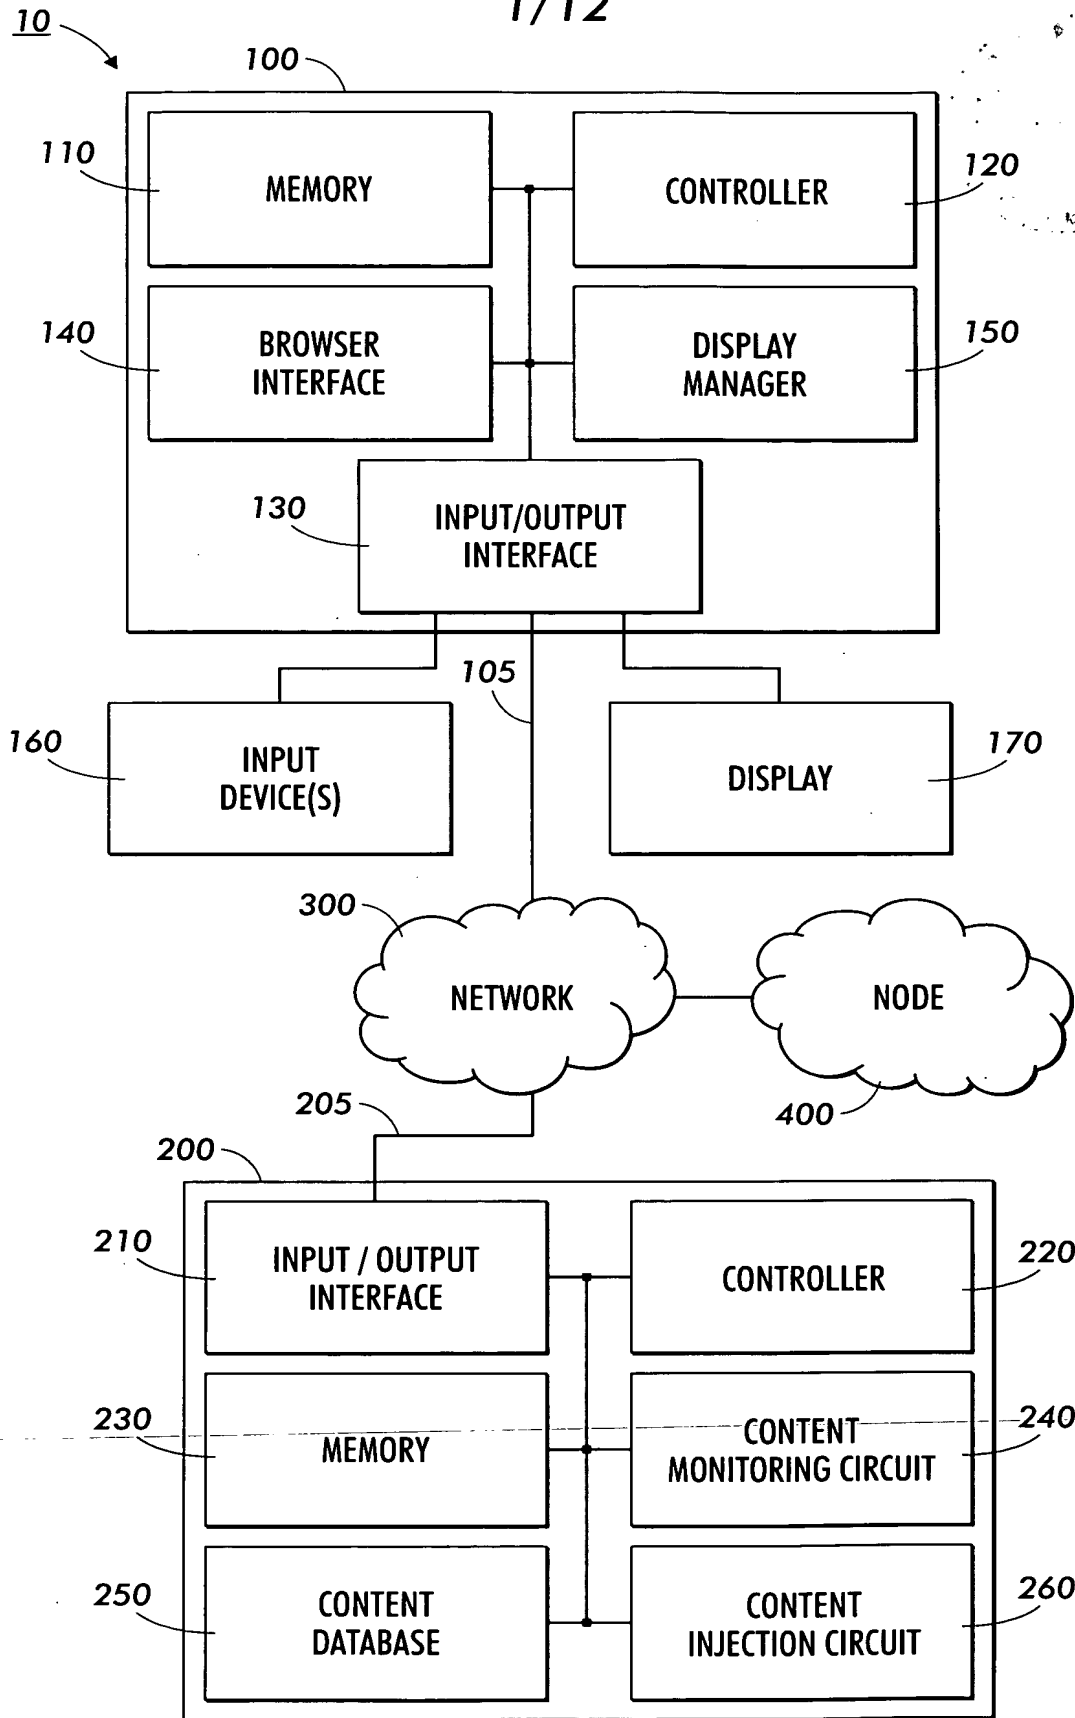 1/12
10
100
110
MEMORY
CONTROLLER
120
140
BROWSER
INTERFACE
DISPLAY
MANAGER
150
130
INPUT/OUTPUT
INTERFACE
105
160
INPUT
DEVICE(S)
DISPLAY
170
300
NETWORK
NODE
400
205
200
210
INPUT / OUTPUT
INTERFACE
CONTROLLER
220
230
MEMORY
CONTENT
MONITORING CIRCUIT
240
250
CONTENT
DATABASE
CONTENT
INJECTION CIRCUIT
260